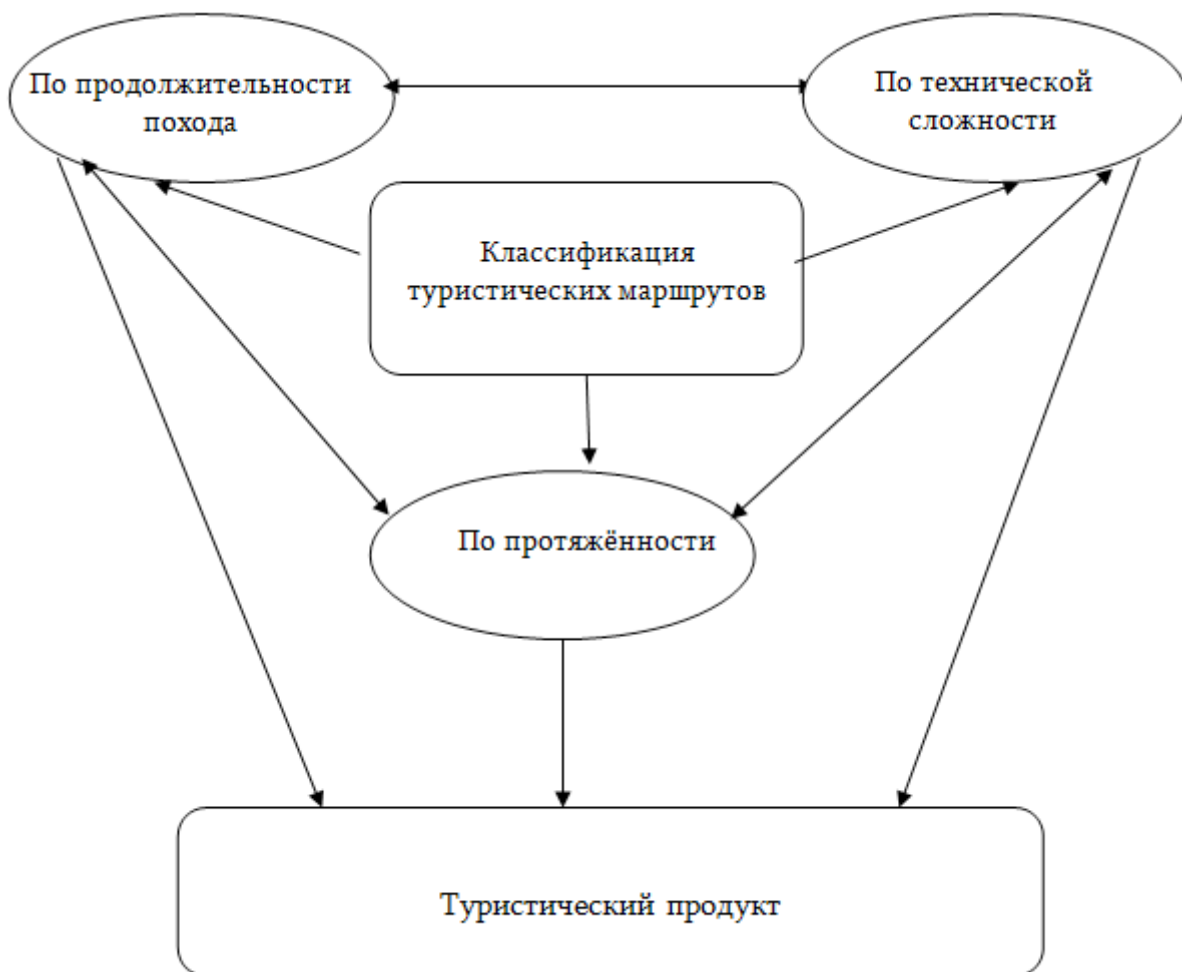 По продолжительности
похода
По технической
сложности
Классификация
туристических маршрутов
По протяжённости
Туристический продукт